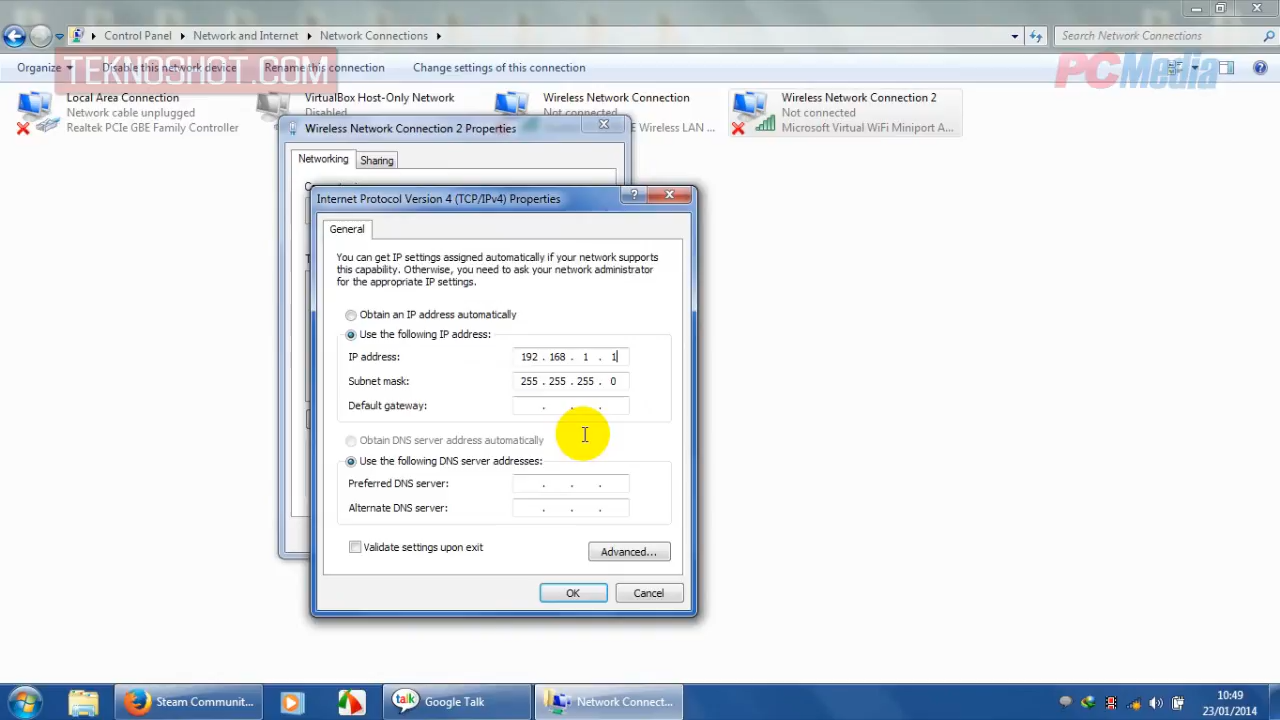 Control Panel
Network and Internet
Network Connections
Search Network Connections
Organize
Disable this network device
Rename this connection
Change settings of this connection
TEKNOSHOT.COM
PCMedia
Local Area Connection
Network cable unplugged
Realtek PCIe GBE Family Controller
VirtualBox Host-Only Network
Disabled
Wireless Network Connection
Not connected
E Wireless LAN ...
Wireless Network Connection 2
Not connected
Microsoft Virtual WiFi Miniport A...
Wireless Network Connection 2 Properties
Networking
Sharing
Internet Protocol Version 4 (TCP/IPv4) Properties
General
You can get IP settings assigned automatically if your network supports
this capability. Otherwise, you need to ask your network administrator
for the appropriate IP settings.
Obtain an IP address automatically
Use the following IP address:
IP address:
192 . 168 . 1 . 1
Subnet mask:
255 . 255 . 255 . 0
Default gateway:
. . .
Obtain DNS server address automatically
Use the following DNS server addresses:
Preferred DNS server:
. . .
Alternate DNS server:
. . .
Validate settings upon exit
Advanced...
OK
Cancel
Steam Communit...
talk
Google Talk
Network Connect...
10:49
23/01/2014